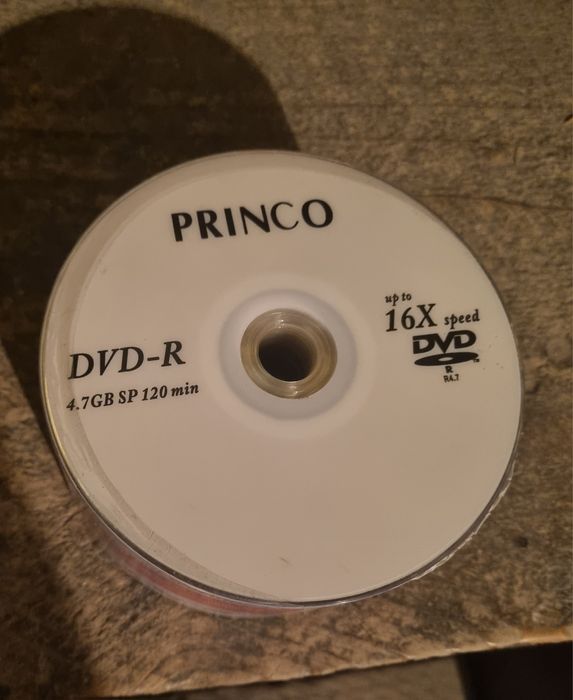 PRINCO
up to
16X speed
DVD
R
R4.7
DVD-R
4.7GB SP 120 min